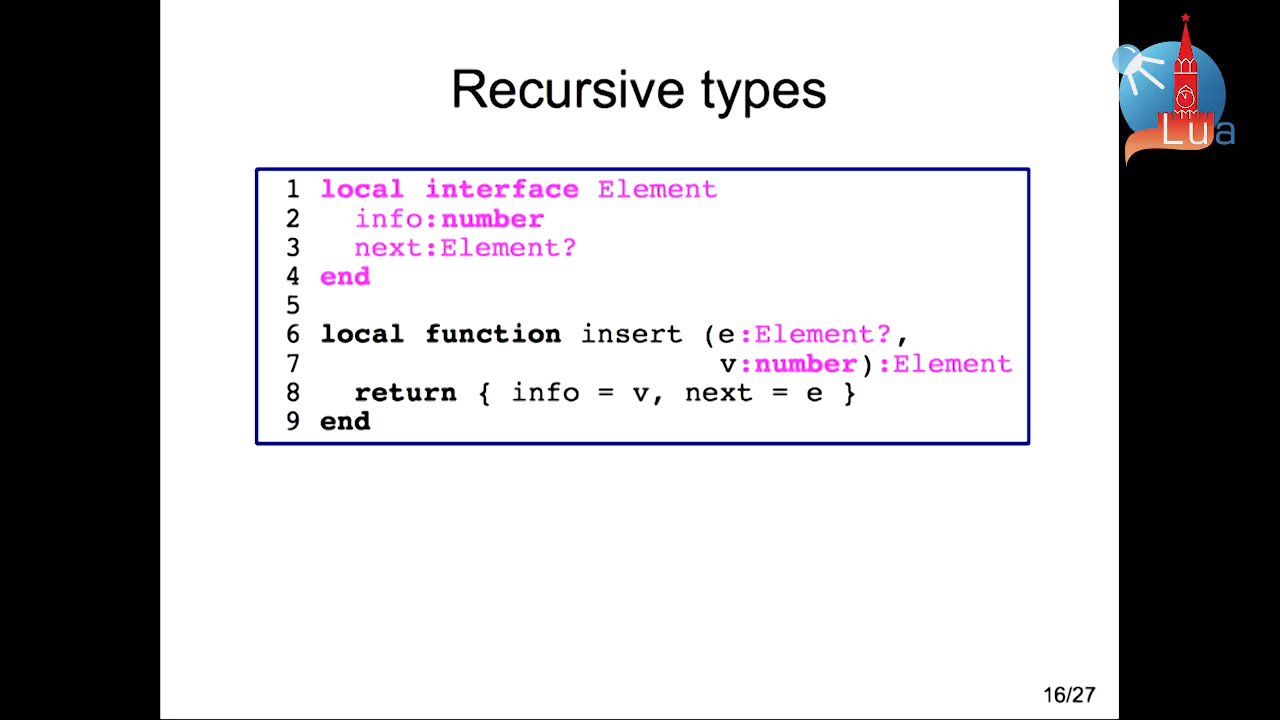 Recursive types
1 local interface Element
2   info:number
3   next:Element?
4 end
5
6 local function insert (e:Element?,
7                        v:number):Element
8   return { info = v, next = e }
9 end
16/27
Lua